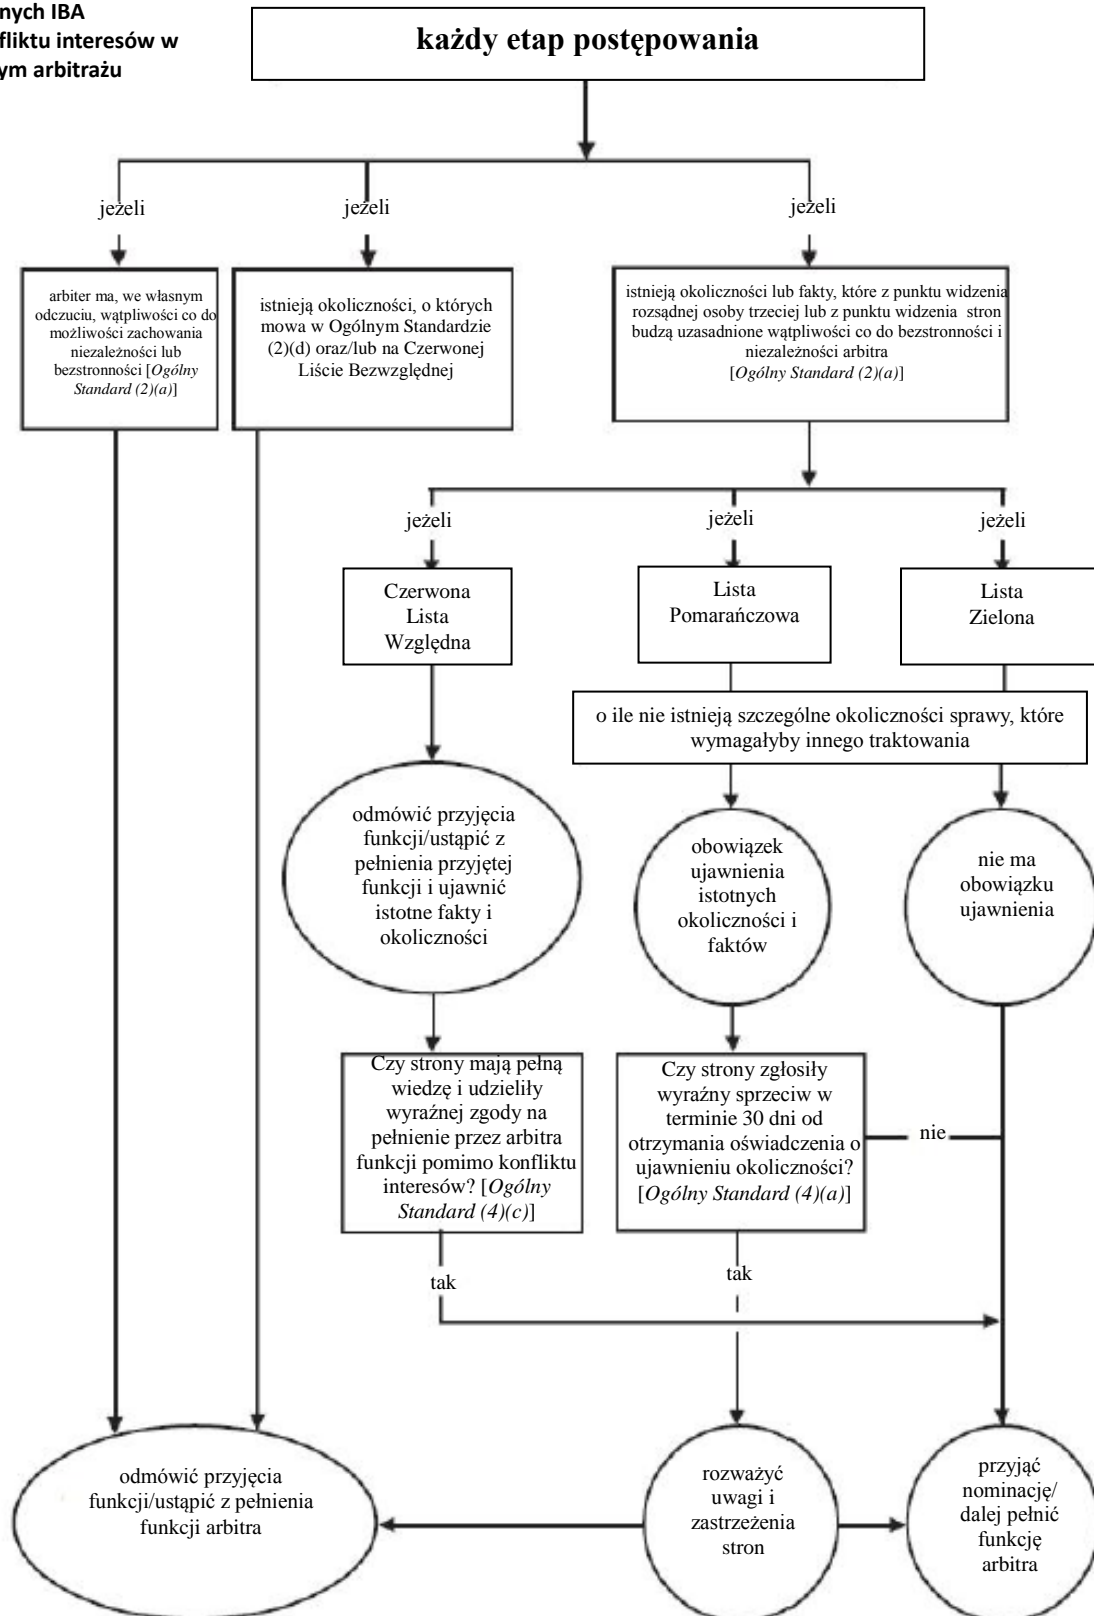 nych IBA
fliktu interesów w
ym arbitrażu
każdy etap postępowania
jeżeli
jeżeli
jeżeli
arbiter ma, we własnym
odczuciu, wątpliwości co do
możliwości zachowania
niezależności lub
bezstronności [Ogólny
Standard (2)(a)]
istnieją okoliczności, o których
mowa w Ogólnym Standardzie
(2)(d) oraz/lub na Czerwonej
Liście Bezwzględnej
istnieją okoliczności lub fakty, które z punktu widzenia
rozsądnej osoby trzeciej lub z punktu widzenia stron
budzą uzasadnione wątpliwości co do bezstronności i
niezależności arbitra
[Ogólny Standard (2)(a)]
jeżeli
jeżeli
jeżeli
Czerwona
Lista
Względna
Lista
Pomarańczowa
Lista
Zielona
o ile nie istnieją szczególne okoliczności sprawy, które
wymagałyby innego traktowania
odmówić przyjęcia
funkcji/ustąpić z
pełnienia przyjętej
funkcji i ujawnić
istotne fakty i
okoliczności
obowiązek
ujawnienia
istotnych
okoliczności i
faktów
nie ma
obowiązku
ujawnienia
Czy strony mają pełną
wiedzę i udzieliły
wyraźnej zgody na
pełnienie przez arbitra
funkcji pomimo konfliktu
interesów? [Ogólny
Standard (4)(c)]
Czy strony zgłosiły
wyraźny sprzeciw w
terminie 30 dni od
otrzymania oświadczenia o
ujawnieniu okoliczności?
[Ogólny Standard (4)(a)]
nie
tak
tak
odmówić przyjęcia
funkcji/ustąpić z pełnienia
funkcji arbitra
rozważyć
uwagi i
zastrzeżenia
stron
przyjąć
nominację/
dalej pełnić
funkcję
arbitra